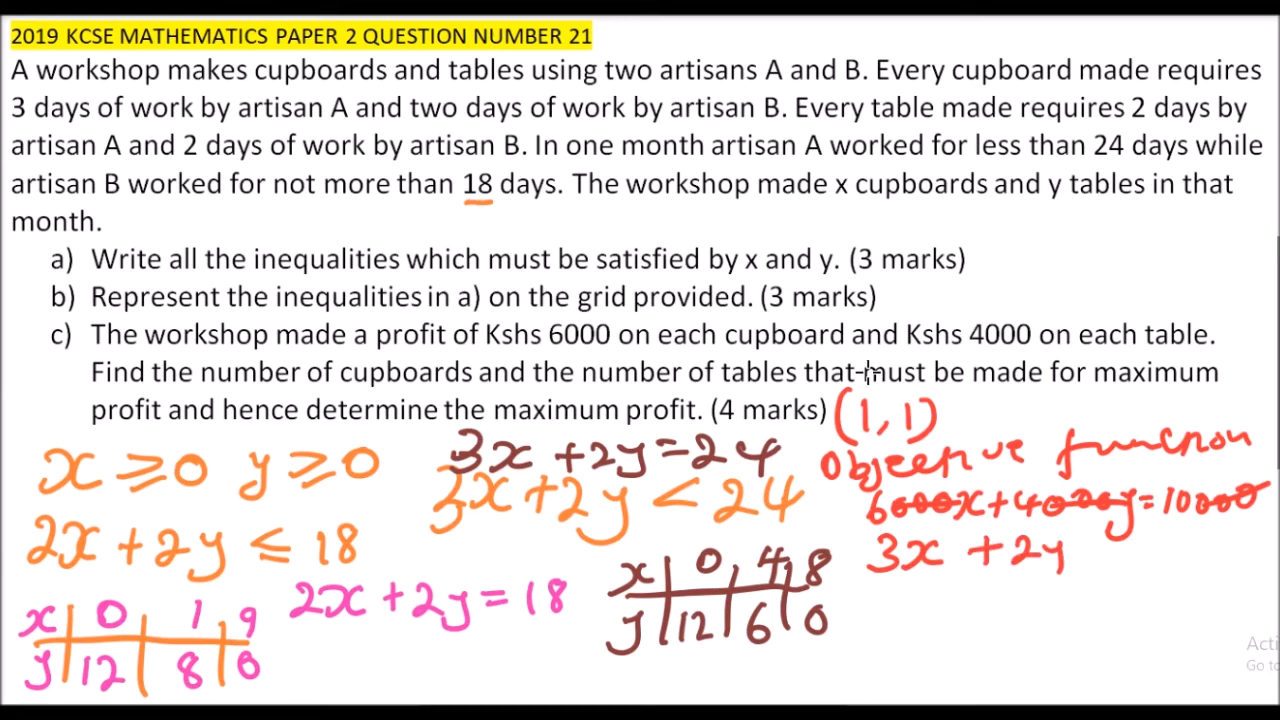 2019 KCSE MATHEMATICS PAPER 2 QUESTION NUMBER 21
A workshop makes cupboards and tables using two artisans A and B. Every cupboard made requires
3 days of work by artisan A and two days of work by artisan B. Every table made requires 2 days by
artisan A and 2 days of work by artisan B. In one month artisan A worked for less than 24 days while
artisan B worked for not more than 18 days. The workshop made x cupboards and y tables in that
month.
a) Write all the inequalities which must be satisfied by x and y. (3 marks)
b) Represent the inequalities in a) on the grid provided. (3 marks)
c) The workshop made a profit of Kshs 6000 on each cupboard and Kshs 4000 on each table.
Find the number of cupboards and the number of tables that must be made for maximum
profit and hence determine the maximum profit. (4 marks)
(1, 1)
3x + 2y = 24
Objective function
x ≥ 0 y ≥ 0
3x + 2y < 24
6000x + 4000y = 10000
2x + 2y ≤ 18
3x + 2y
x | 0, 4, 8
y | 12 | 6 | 0
2x + 2y = 18
x | 0 | 1, 9
y | 12 | 8 | 0
Acti
Go to